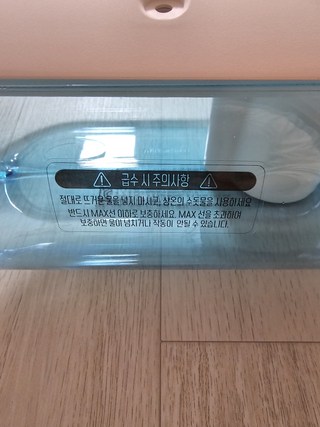 급수 시 주의사항
절대로 뜨거운 물을 넣지 마시고, 상온의 수돗물을 사용하세요
반드시 MAX선 이하로 보충하세요. MAX 선을 초과하여
보충하면 물이 넘치거나 작동이 안될 수 있습니다.